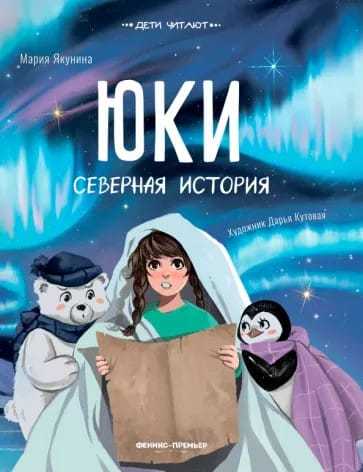 ДЕТИ ЧИТАЮТ
Мария Якунина
ЮКИ
СЕВЕРНАЯ ИСТОРИЯ
Художник Дарья Кутовая
ФЕНИКС-ПРЕМЬЕР